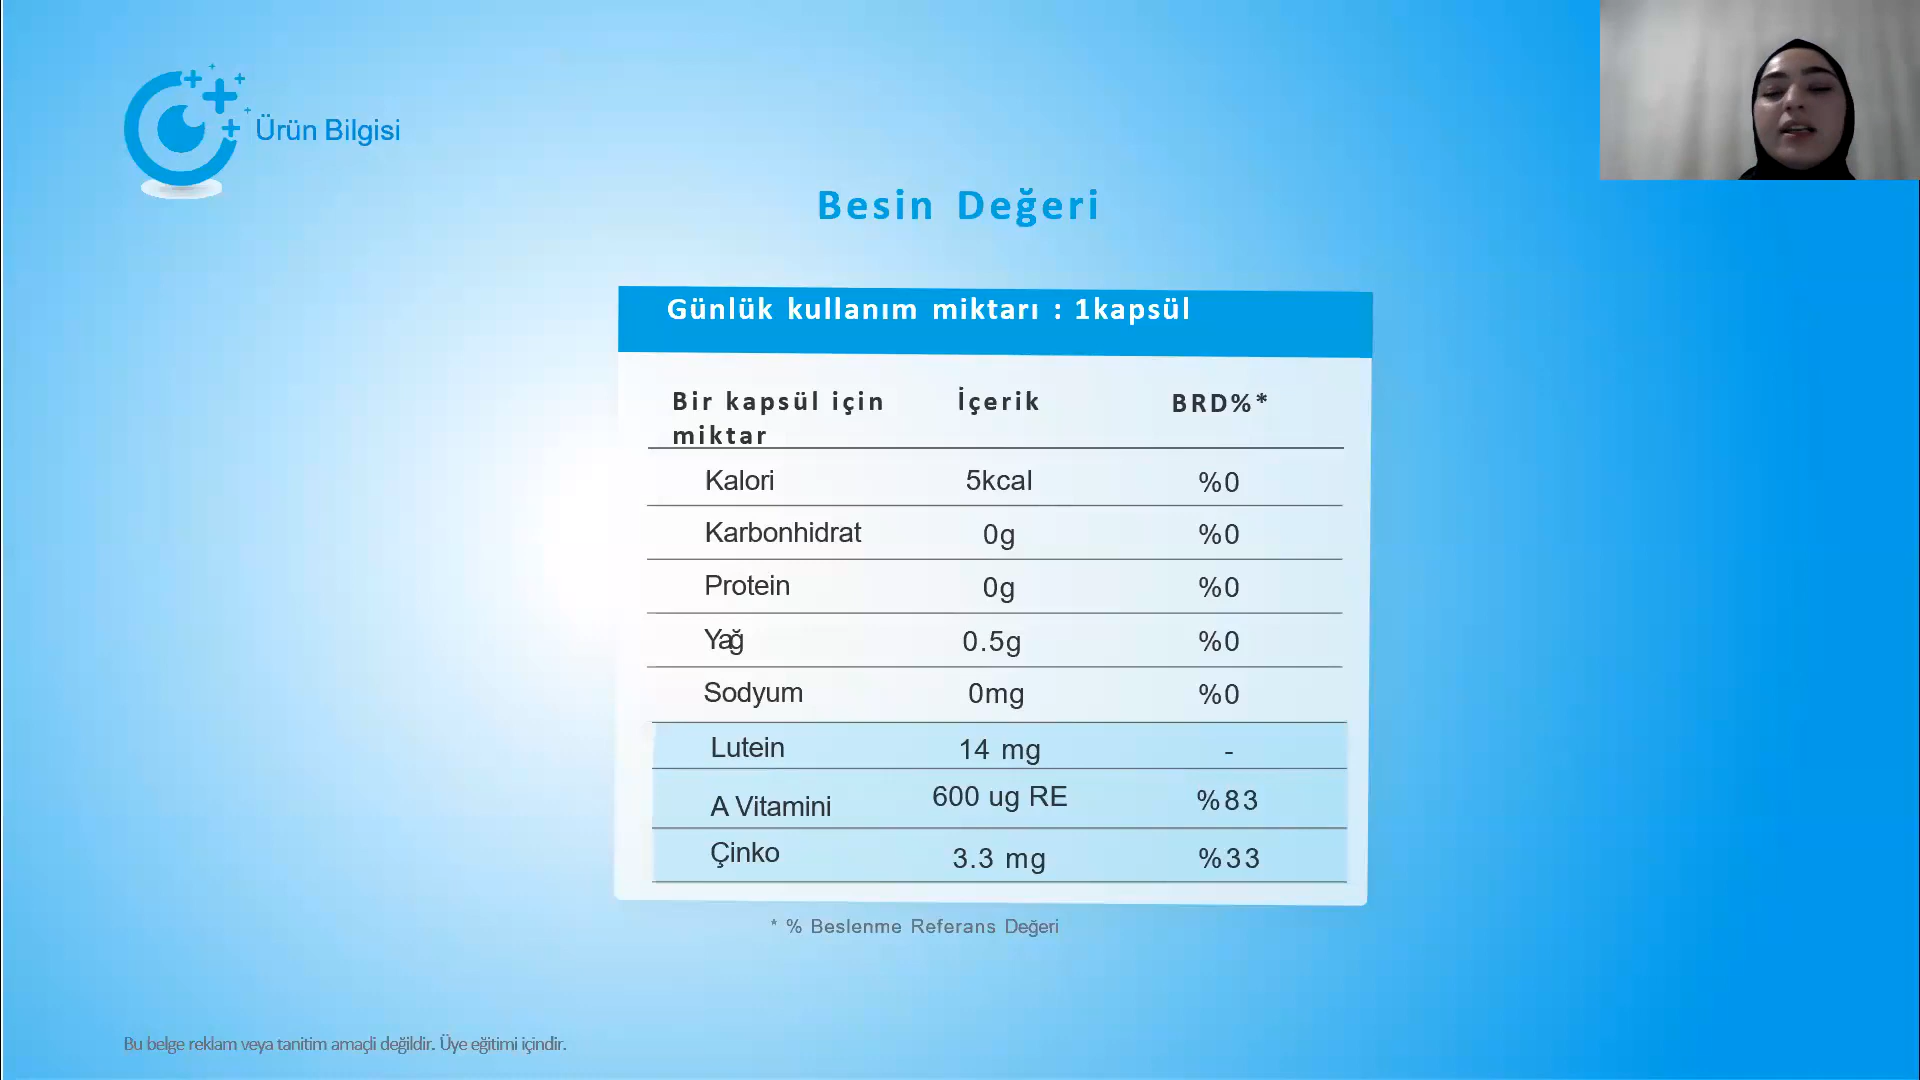 Ürün Bilgisi
Besin Değeri
Günlük kullanım miktarı : 1kapsül
Bir kapsül için miktar İçerik BRD%*
Kalori 5kcal %0
Karbonhidrat 0g %0
Protein 0g %0
Yağ 0.5g %0
Sodyum 0mg %0
Lutein 14 mg -
A Vitamini 600 ug RE %83
Çinko 3.3 mg %33
* % Beslenme Referans Değeri
Bu belge reklam veya tanitim amaçli değildir. Üye eğitimi içindir.